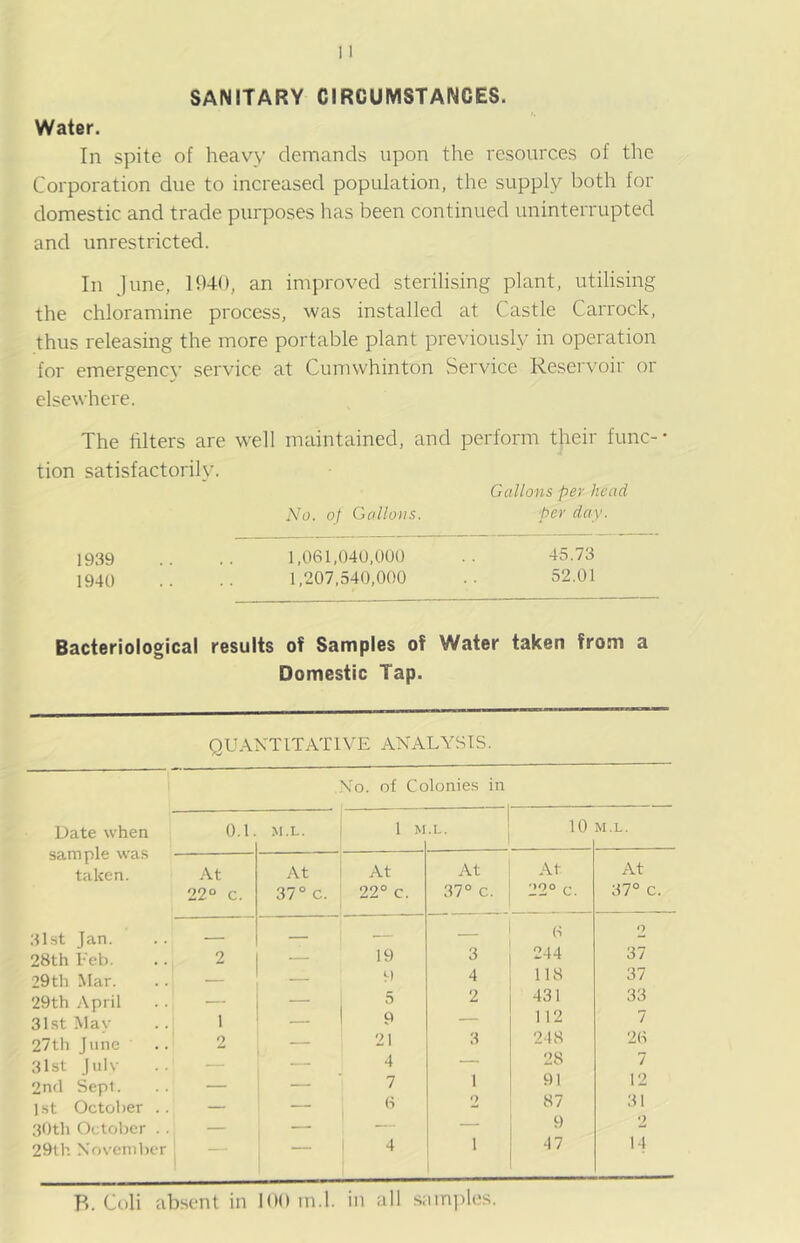 11
SANITARY CIRCUMSTANCES.
Water.
In spite of heavy demands upon the resources of the
Corporation due to increased population, the supply both for
domestic and trade purposes has been continued uninterrupted
and unrestricted.
In June, 1940, an improved sterilising plant, utilising
the chloramine process, was installed at Castle Carrock,
thus releasing the more portable plant previously in operation
for emergency service at Cumwhinton Service Reservoir or
elsewhere.
The filters are well maintained, and perform their func-
tion satisfactorily.
Gallons per head
No. of Gallons. per day.
1939 .. .. 1,061,040,000 .. 45.73
1940 .. .. 1,207,540,000 .. 52.01
Bacteriological results of Samples of Water taken from a
Domestic Tap.
QUANTITATIVE ANALYSIS.
No. of Colonies in
Date when 0.1. M.L. 1 M.L. 10 M.L.
sample was
taken. At At At At At At
22° c. 37° c. 22° c. 37° c. 22° c. 37° c.
31st Jan. .. — — — — 6 2
28th Feb. .. 2 — 19 3 244 37
29th Mar. .. — — 9 4 118 37
29th April .. — — 5 2 431 33
31st May .. 1 — 9 — 112 7
27th June .. 2 — 21 3 248 26
31st July .. — — 4 — 28 7
2nd Sept. .. — — 7 1 91 12
1st October .. — — 6 2 87 31
30th October .. — — — — 9 2
29th November — — 4 1 47 14
B. Coli absent in 100 m.l. in all samples.